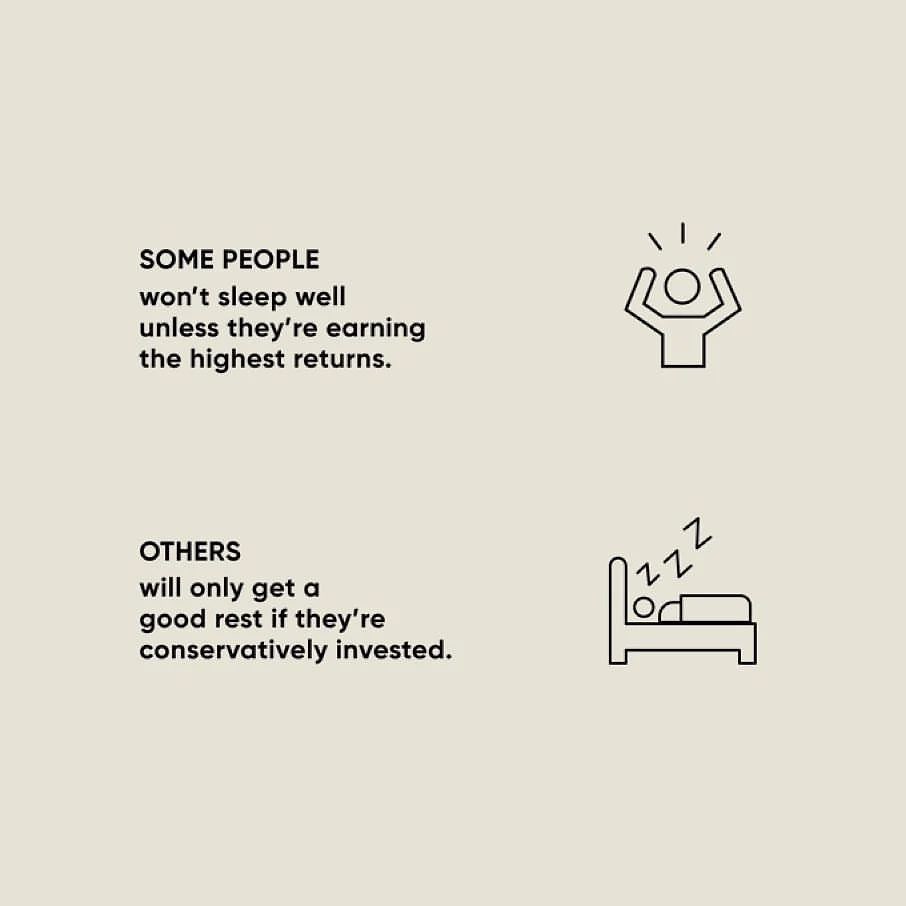 SOME PEOPLE
won't sleep well
unless they're earning
the highest returns.
OTHERS
will only get a
good rest if they're
conservatively invested.
Z Z Z